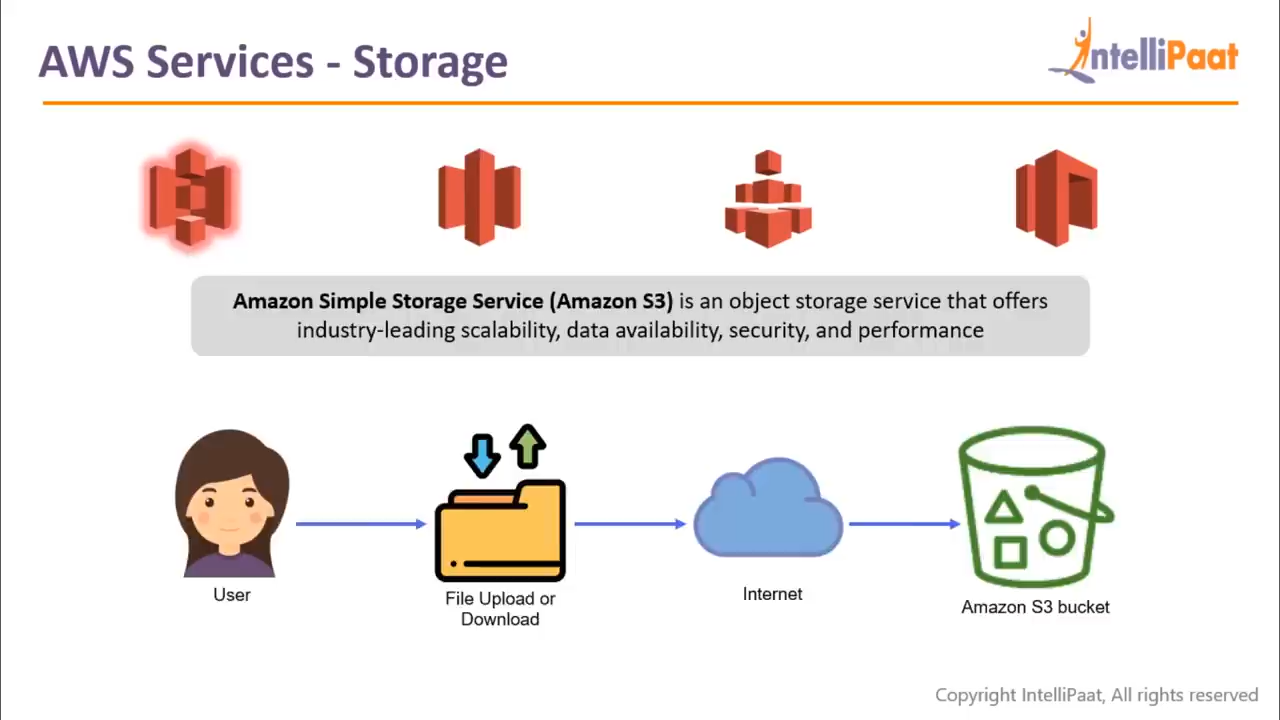 AWS Services - Storage
IntelliPaat
Amazon Simple Storage Service (Amazon S3) is an object storage service that offers
industry-leading scalability, data availability, security, and performance
User
File Upload or
Download
Internet
Amazon S3 bucket
Copyright IntelliPaat, All rights reserved